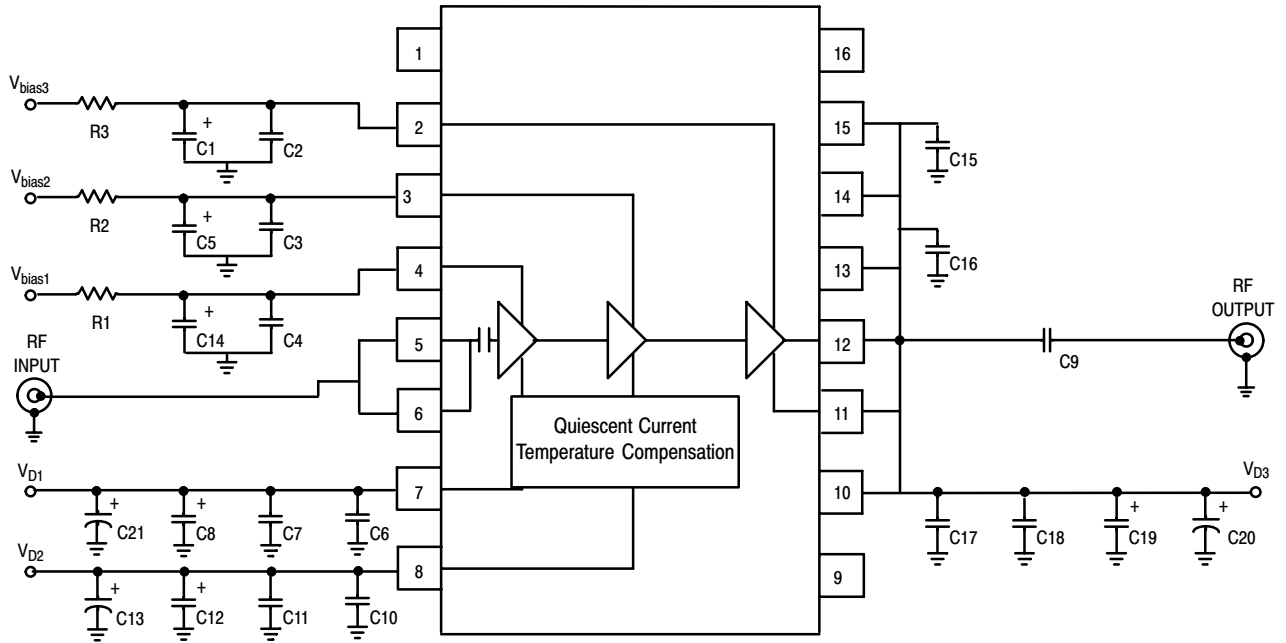 1
16
V_bias3
R3
+
C1
C2
2
15
C15
V_bias2
R2
+
C5
C3
3
14
C16
V_bias1
R1
+
C14
C4
4
13
RF
INPUT
5
12
C9
RF
OUTPUT
6
11
Quiescent Current
Temperature Compensation
V_D1
+
C21
+
C8
C7
C6
7
10
V_D3
C17
C18
+
C19
+
C20
V_D2
+
C13
+
C12
C11
C10
8
9